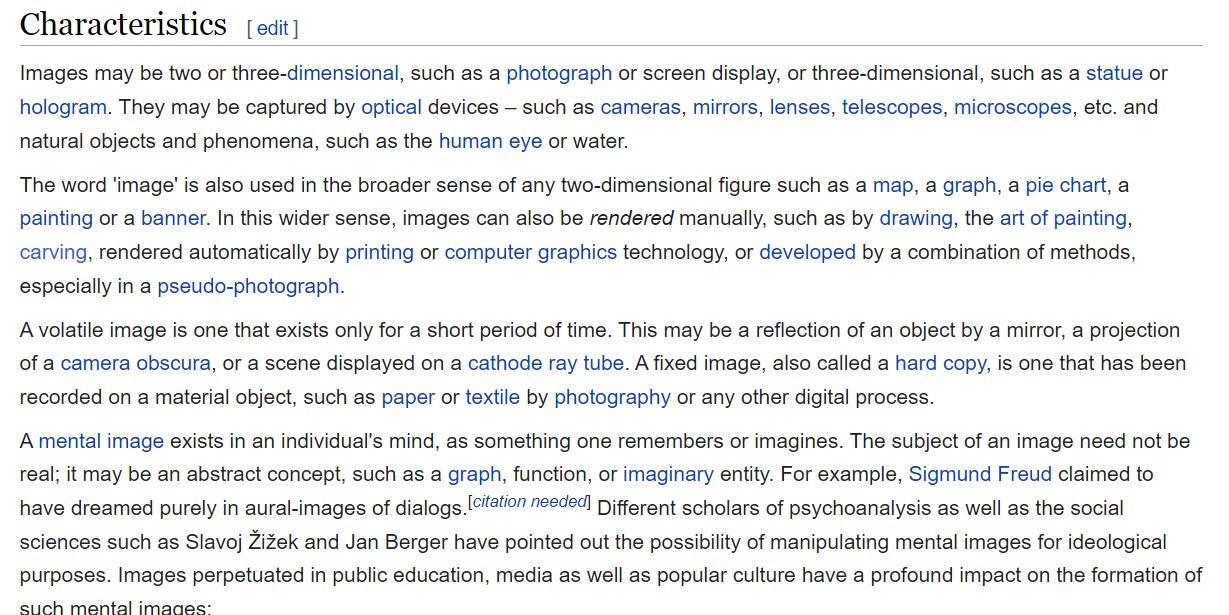 Characteristics [ edit ]
Images may be two or three-dimensional, such as a photograph or screen display, or three-dimensional, such as a statue or
hologram. They may be captured by optical devices – such as cameras, mirrors, lenses, telescopes, microscopes, etc. and
natural objects and phenomena, such as the human eye or water.
The word 'image' is also used in the broader sense of any two-dimensional figure such as a map, a graph, a pie chart, a
painting or a banner. In this wider sense, images can also be rendered manually, such as by drawing, the art of painting,
carving, rendered automatically by printing or computer graphics technology, or developed by a combination of methods,
especially in a pseudo-photograph.
A volatile image is one that exists only for a short period of time. This may be a reflection of an object by a mirror, a projection
of a camera obscura, or a scene displayed on a cathode ray tube. A fixed image, also called a hard copy, is one that has been
recorded on a material object, such as paper or textile by photography or any other digital process.
A mental image exists in an individual's mind, as something one remembers or imagines. The subject of an image need not be
real; it may be an abstract concept, such as a graph, function, or imaginary entity. For example, Sigmund Freud claimed to
have dreamed purely in aural-images of dialogs.[citation needed] Different scholars of psychoanalysis as well as the social
sciences such as Slavoj Žižek and Jan Berger have pointed out the possibility of manipulating mental images for ideological
purposes. Images perpetuated in public education, media as well as popular culture have a profound impact on the formation of
such mental images: